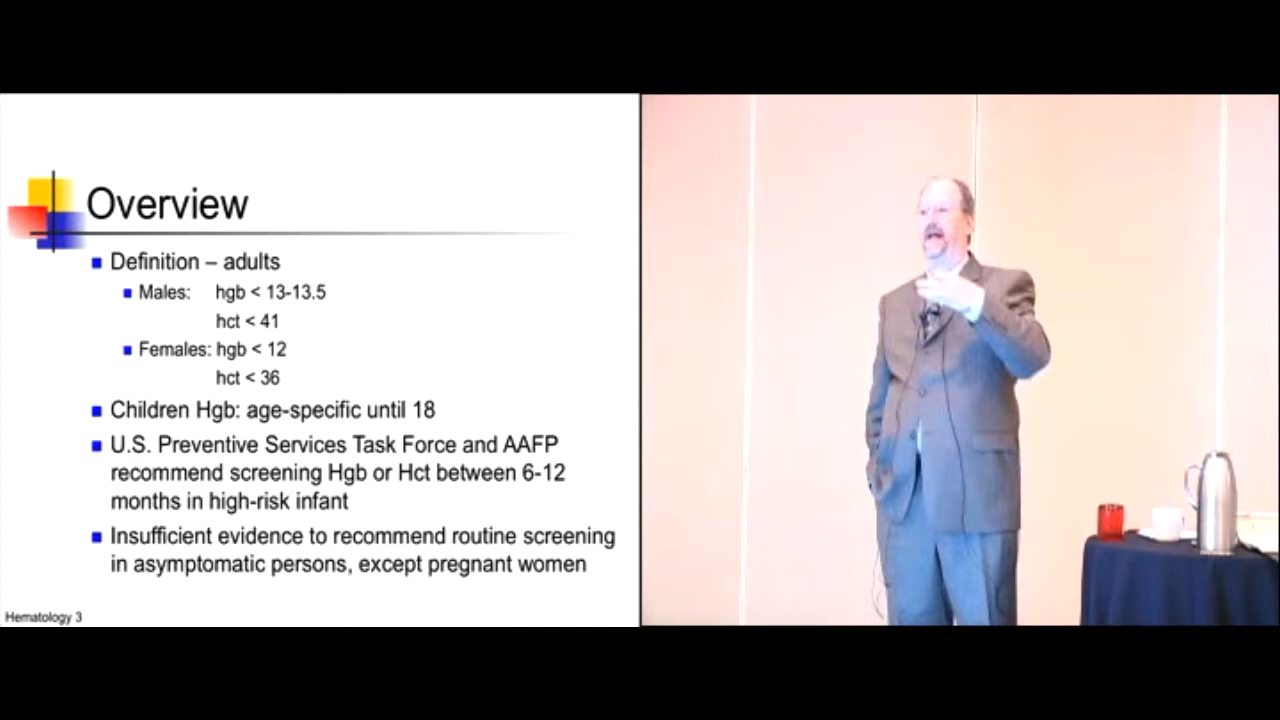 Overview
Definition – adults
Males: hgb < 13-13.5
hct < 41
Females: hgb < 12
hct < 36
Children Hgb: age-specific until 18
U.S. Preventive Services Task Force and AAFP
recommend screening Hgb or Hct between 6-12
months in high-risk infant
Insufficient evidence to recommend routine screening
in asymptomatic persons, except pregnant women
Hematology 3